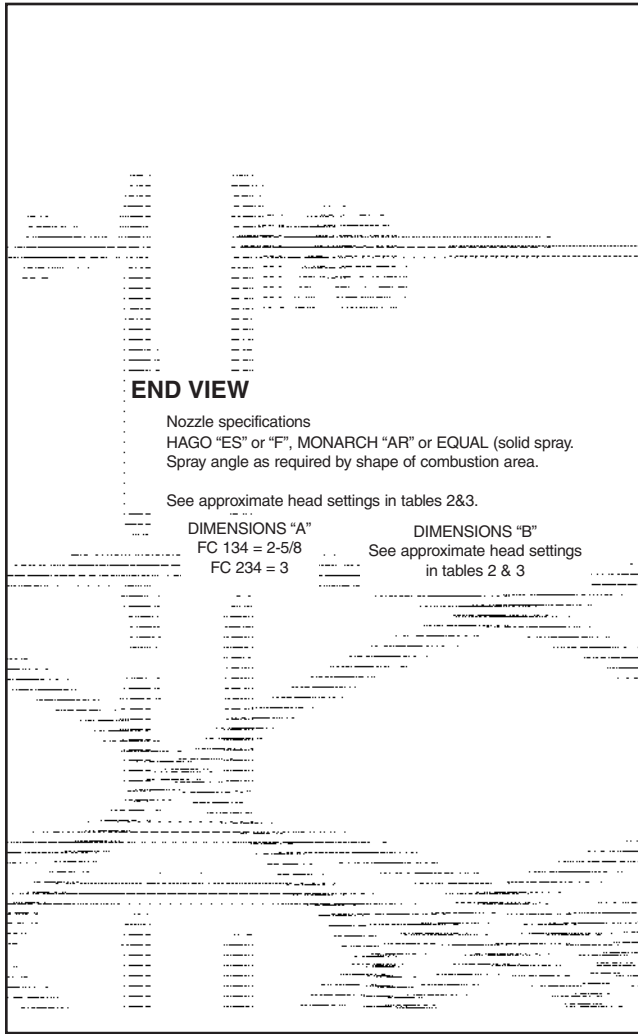 END VIEW
Nozzle specifications
HAGO “ES” or “F”, MONARCH “AR” or EQUAL (solid spray.
Spray angle as required by shape of combustion area.
See approximate head settings in tables 2&3.
DIMENSIONS “A”
FC 134 = 2-5/8
FC 234 = 3
DIMENSIONS “B”
See approximate head settings
in tables 2 & 3